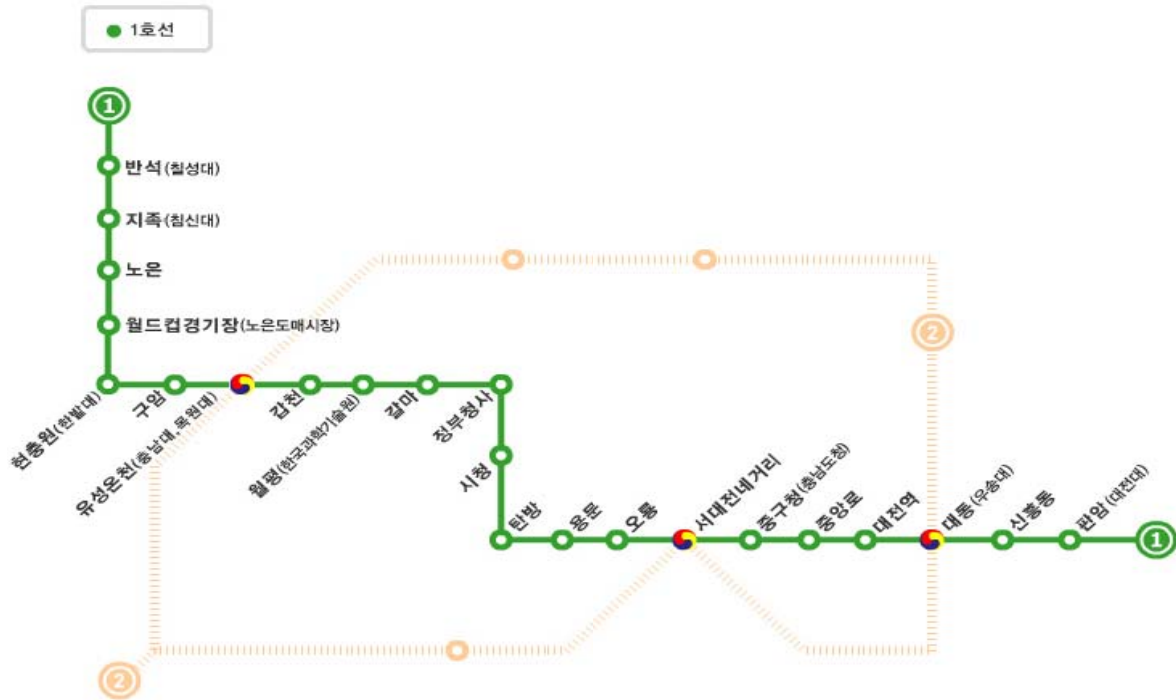 1호선
1
반석(칠성대)
지족(침신대)
노은
월드컵경기장(노은도매시장)
현충원(한밭대)
구암
유성온천(충남대,목원대)
갑천
월평(한국과학기술원)
갈마
정부청사
시청
탄방
용문
오룡
서대전네거리
중구청(충남도청)
중앙로
대전역
대동(우송대)
신흥동
판암(대전대)
1
2
2